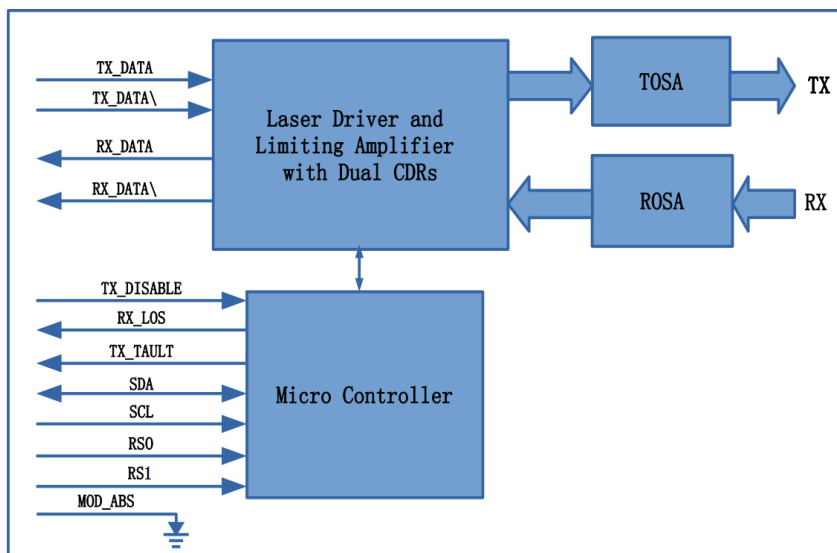 TX_DATA
TX_DATA\
RX_DATA
RX_DATA\
Laser Driver and
Limiting Amplifier
with Dual CDRs
TOSA
TX
ROSA
RX
TX_DISABLE
RX_LOS
TX_TAULT
SDA
SCL
RS0
RS1
MOD_ABS
Micro Controller